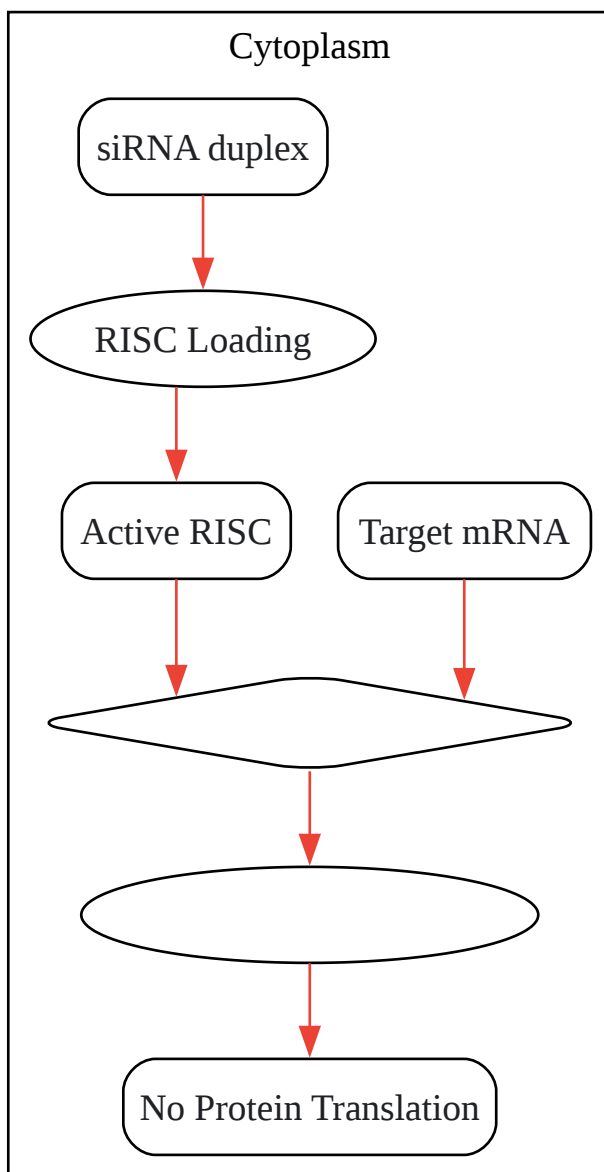 Cytoplasm
siRNA duplex
RISC Loading
Active RISC
Target mRNA
No Protein Translation